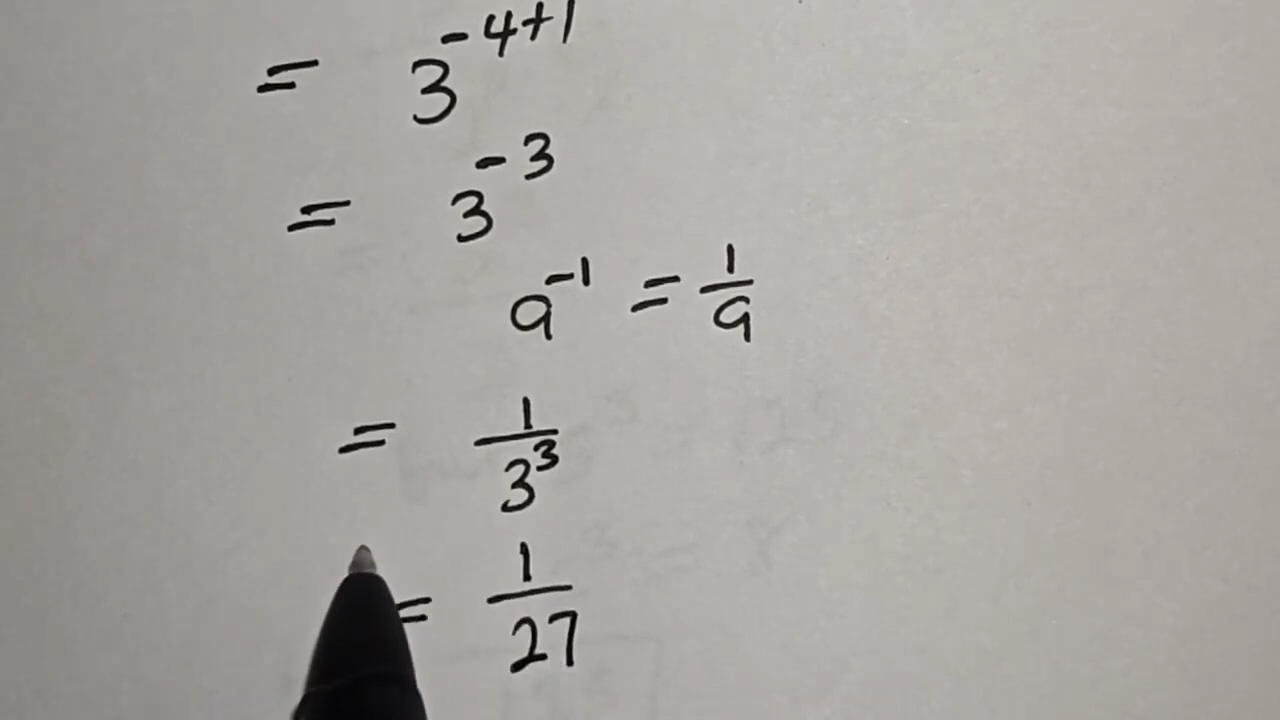 = 3^{-4+1}
= 3^{-3}
a^{-1} = 1/a
= 1/3^3
= 1/27